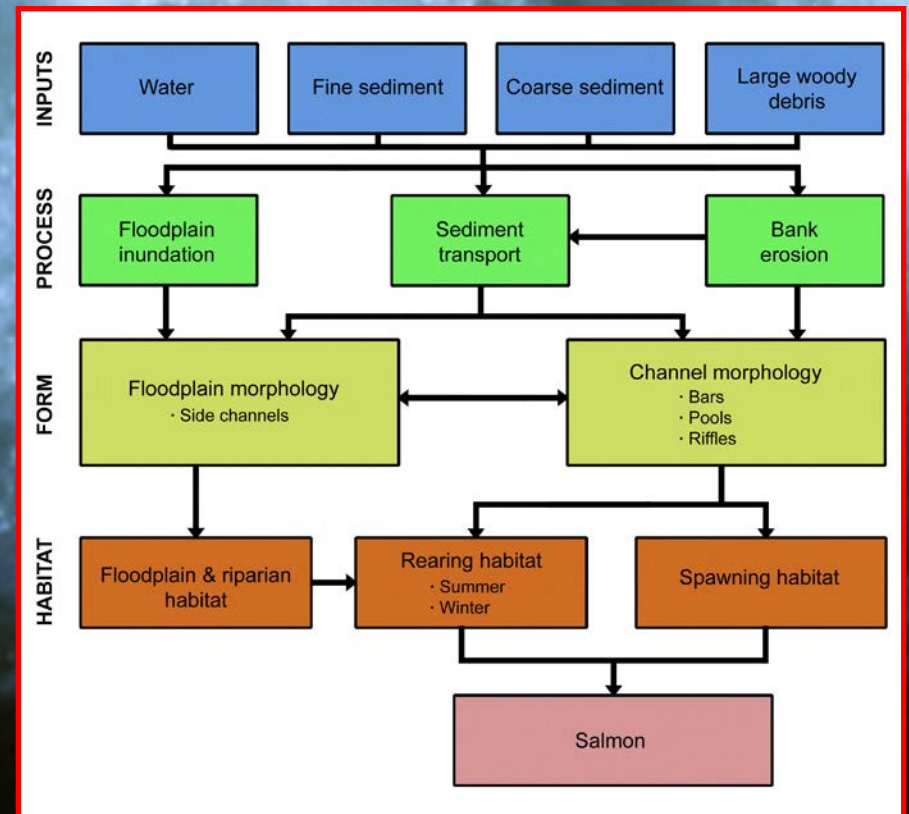 INPUTS
Water
Fine sediment
Coarse sediment
Large woody
debris
PROCESS
Floodplain
inundation
Sediment
transport
Bank
erosion
FORM
Floodplain morphology
· Side channels
Channel morphology
· Bars
· Pools
· Riffles
HABITAT
Floodplain & riparian
habitat
Rearing habitat
· Summer
· Winter
Spawning habitat
Salmon